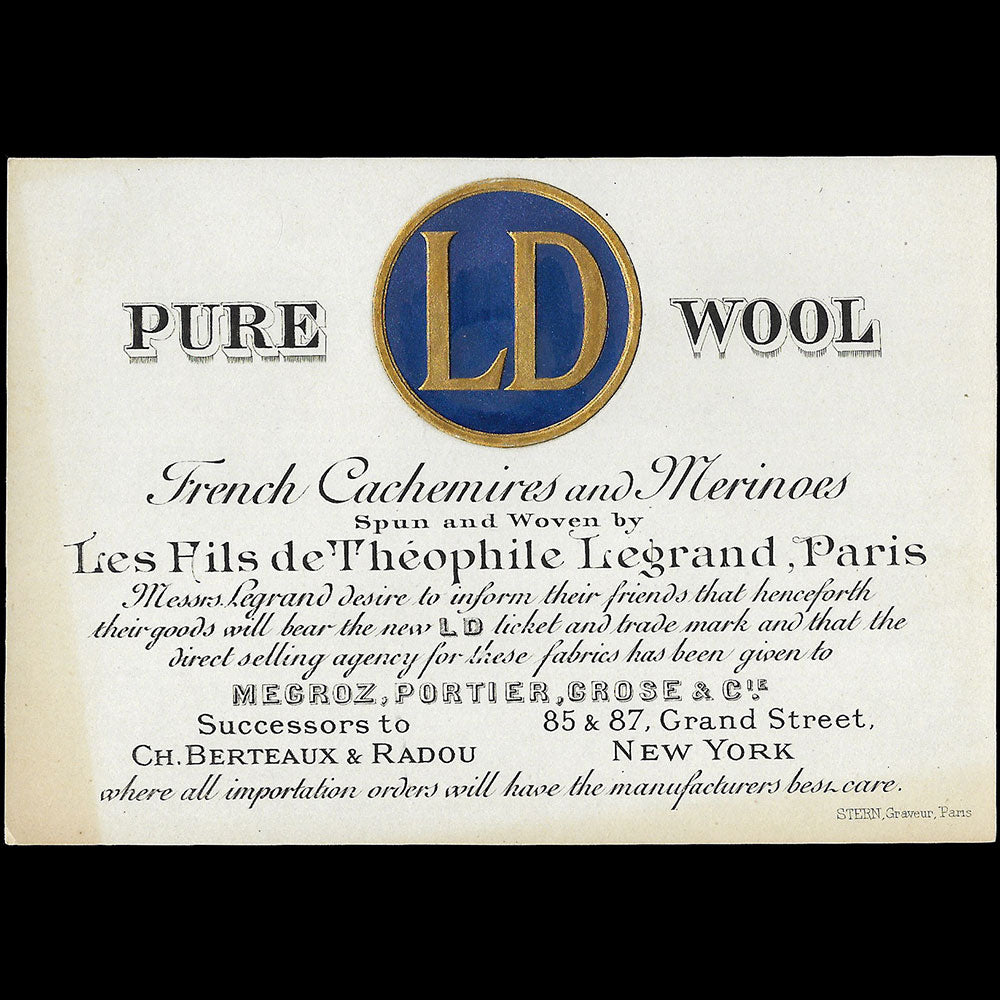 PURE LD WOOL
French Cachemires and Merinoes
Spun and Woven by
Les Fils de Théophile Legrand, Paris
Messrs. Legrand desire to inform their friends that henceforth
their goods will bear the new LD ticket and trade mark and that the
direct selling agency for these fabrics has been given to
MEGROZ, PORTIER, GROSE & CIE
Successors to 85 & 87, Grand Street,
CH. BERTEAUX & RADOU NEW YORK
where all importation orders will have the manufacturers best care.
STERN, Graveur, Paris